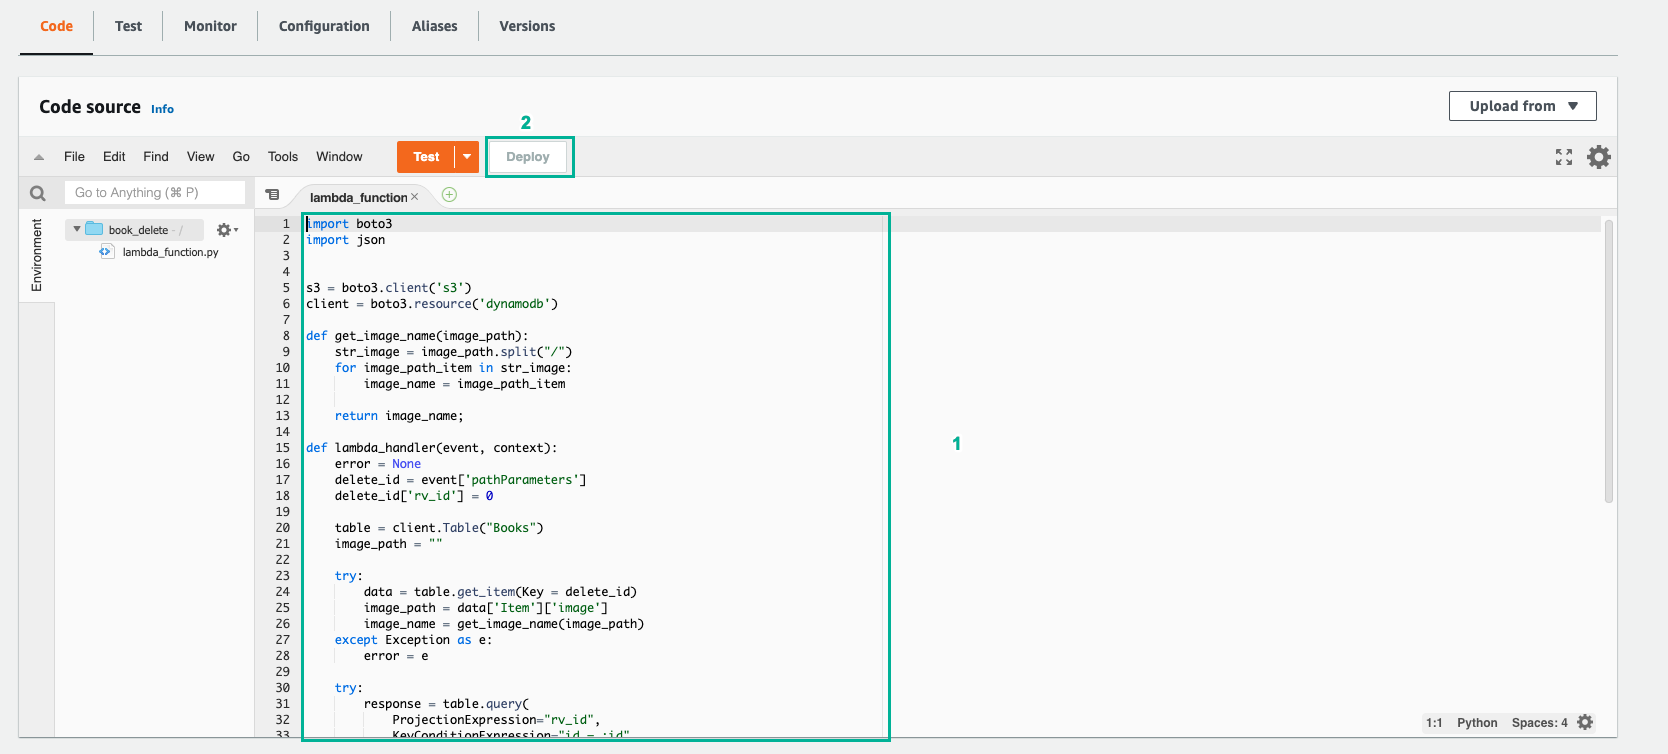 Code Test Monitor Configuration Aliases Versions
Code source Info
Upload from
2
File Edit Find View Go Tools Window Test Deploy
Go to Anything (⌘ P)
lambda_function
Environment
book_delete - /
lambda_function.py
1 import boto3
2 import json
3
4
5 s3 = boto3.client('s3')
6 client = boto3.resource('dynamodb')
7
8 def get_image_name(image_path):
9     str_image = image_path.split("/")
10     for image_path_item in str_image:
11         image_name = image_path_item
12
13     return image_name;
14
15 def lambda_handler(event, context):
16     error = None
17     delete_id = event['pathParameters']
18     delete_id['rv_id'] = 0
19
20     table = client.Table("Books")
21     image_path = ""
22
23     try:
24         data = table.get_item(Key = delete_id)
25         image_path = data['Item']['image']
26         image_name = get_image_name(image_path)
27     except Exception as e:
28         error = e
29
30     try:
31         response = table.query(
32             ProjectionExpression="rv_id",
33             KeyConditionExpression="id = :id"
1
1:1 Python Spaces: 4